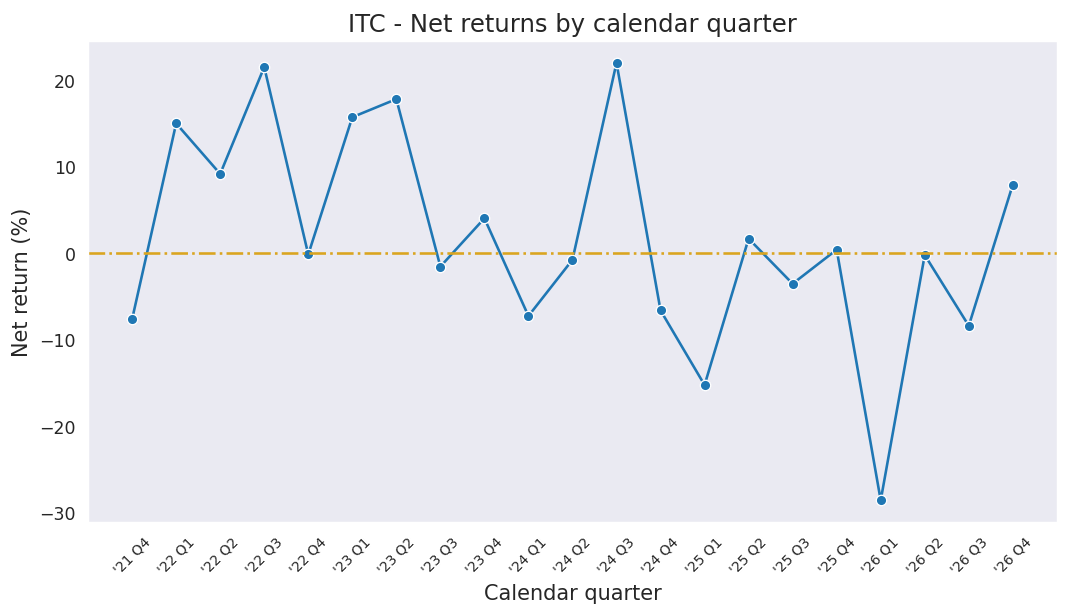 ITC - Net returns by calendar quarter
Net return (%)
20
10
0
−10
−20
−30
'21 Q4
'22 Q1
'22 Q2
'22 Q3
'22 Q4
'23 Q1
'23 Q2
'23 Q3
'23 Q4
'24 Q1
'24 Q2
'24 Q3
'24 Q4
'25 Q1
'25 Q2
'25 Q3
'25 Q4
'26 Q1
'26 Q2
'26 Q3
'26 Q4
Calendar quarter